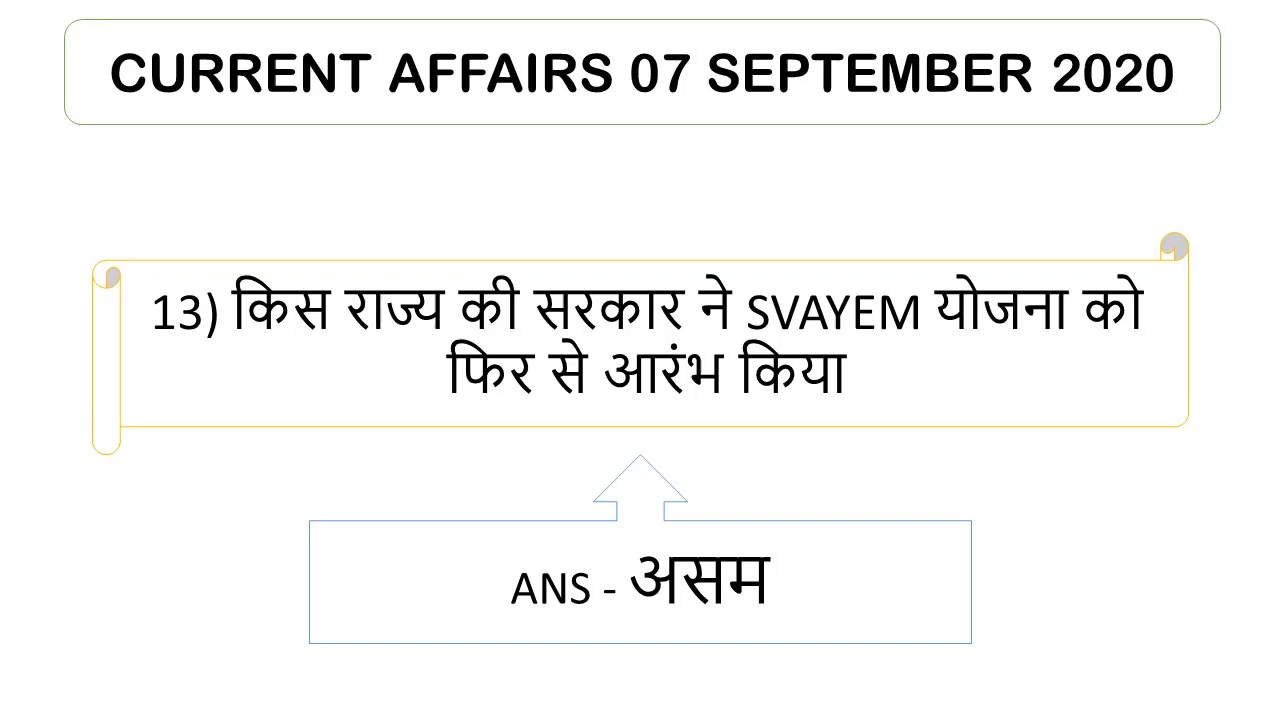 CURRENT AFFAIRS 07 SEPTEMBER 2020
13) किस राज्य की सरकार ने SVAYEM योजना को
फिर से आरंभ किया
ANS - असम